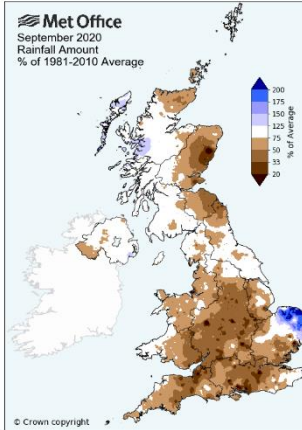 Met Office
September 2020
Rainfall Amount
% of 1981-2010 Average
200
175
150
125
75
50
33
20
% of Average
© Crown copyright